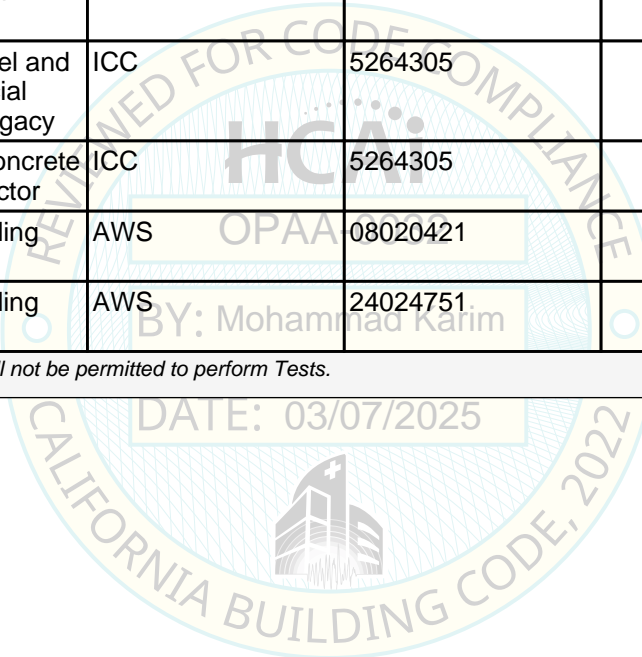 el and ICC 5264305
ial
gacy
oncrete ICC 5264305
ctor
ling AWS 08020421
ling AWS 24024751
l not be permitted to perform Tests.
REVIEWED FOR CODE COMPLIANCE
HCAi
OPAA-0032
BY: Mohammad Karim
DATE: 03/07/2025
CALIFORNIA BUILDING CODE, 2022